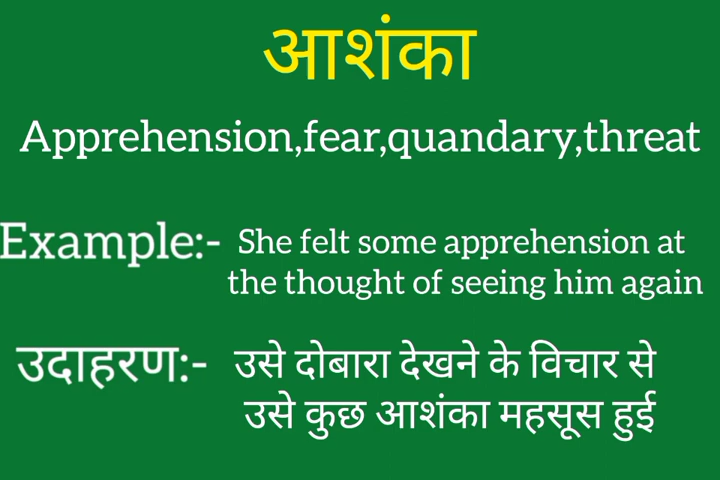 आशंका
Apprehension,fear,quandary,threat
Example:- She felt some apprehension at
the thought of seeing him again
उदाहरण:- उसे दोबारा देखने के विचार से
उसे कुछ आशंका महसूस हुई